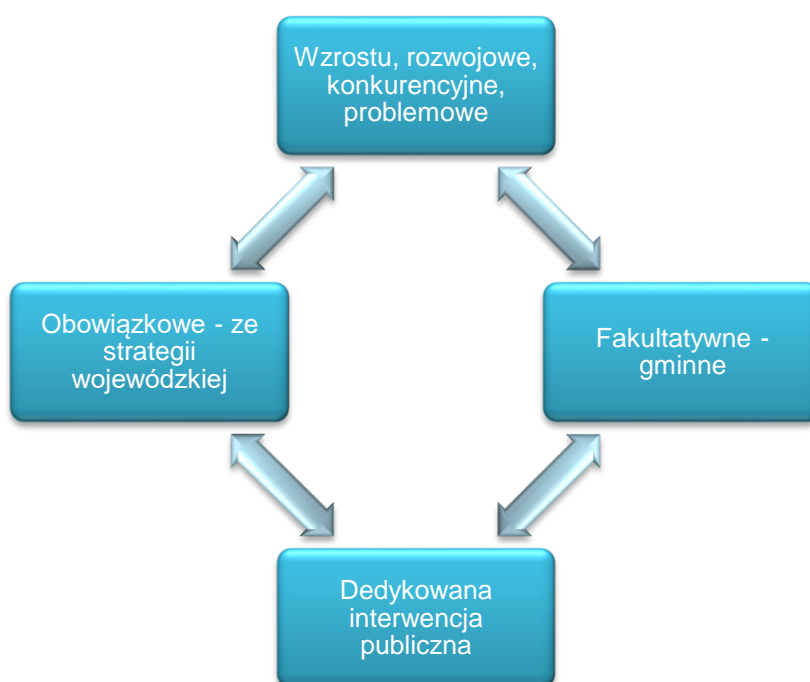 Wzrostu, rozwojowe,
konkurencyjne,
problemowe
Obowiązkowe - ze
strategii
wojewódzkiej
Fakultatywne -
gminne
Dedykowana
interwencja
publiczna